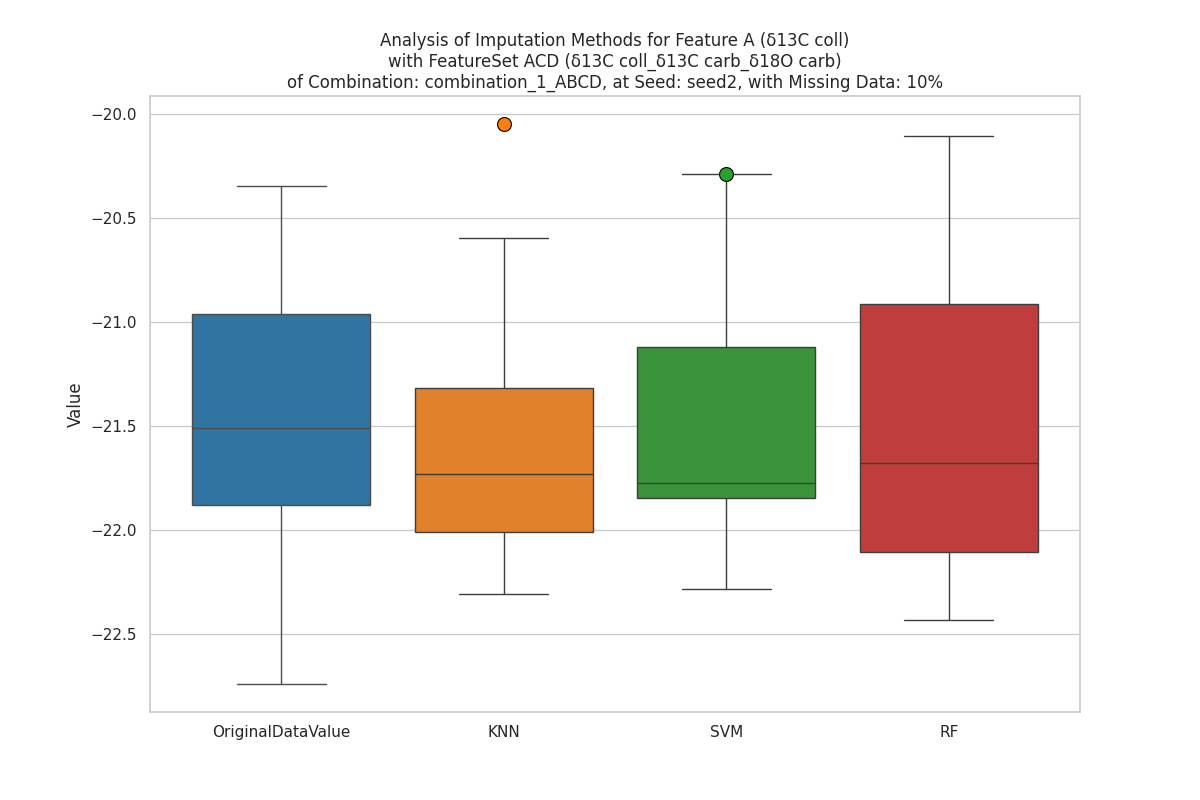 Analysis of Imputation Methods for Feature A (δ13C coll)
with FeatureSet ACD (δ13C coll_δ13C carb_δ18O carb)
of Combination: combination_1_ABCD, at Seed: seed2, with Missing Data: 10%
−20.0
−20.5
−21.0
−21.5
−22.0
−22.5
Value
OriginalDataValue
KNN
SVM
RF